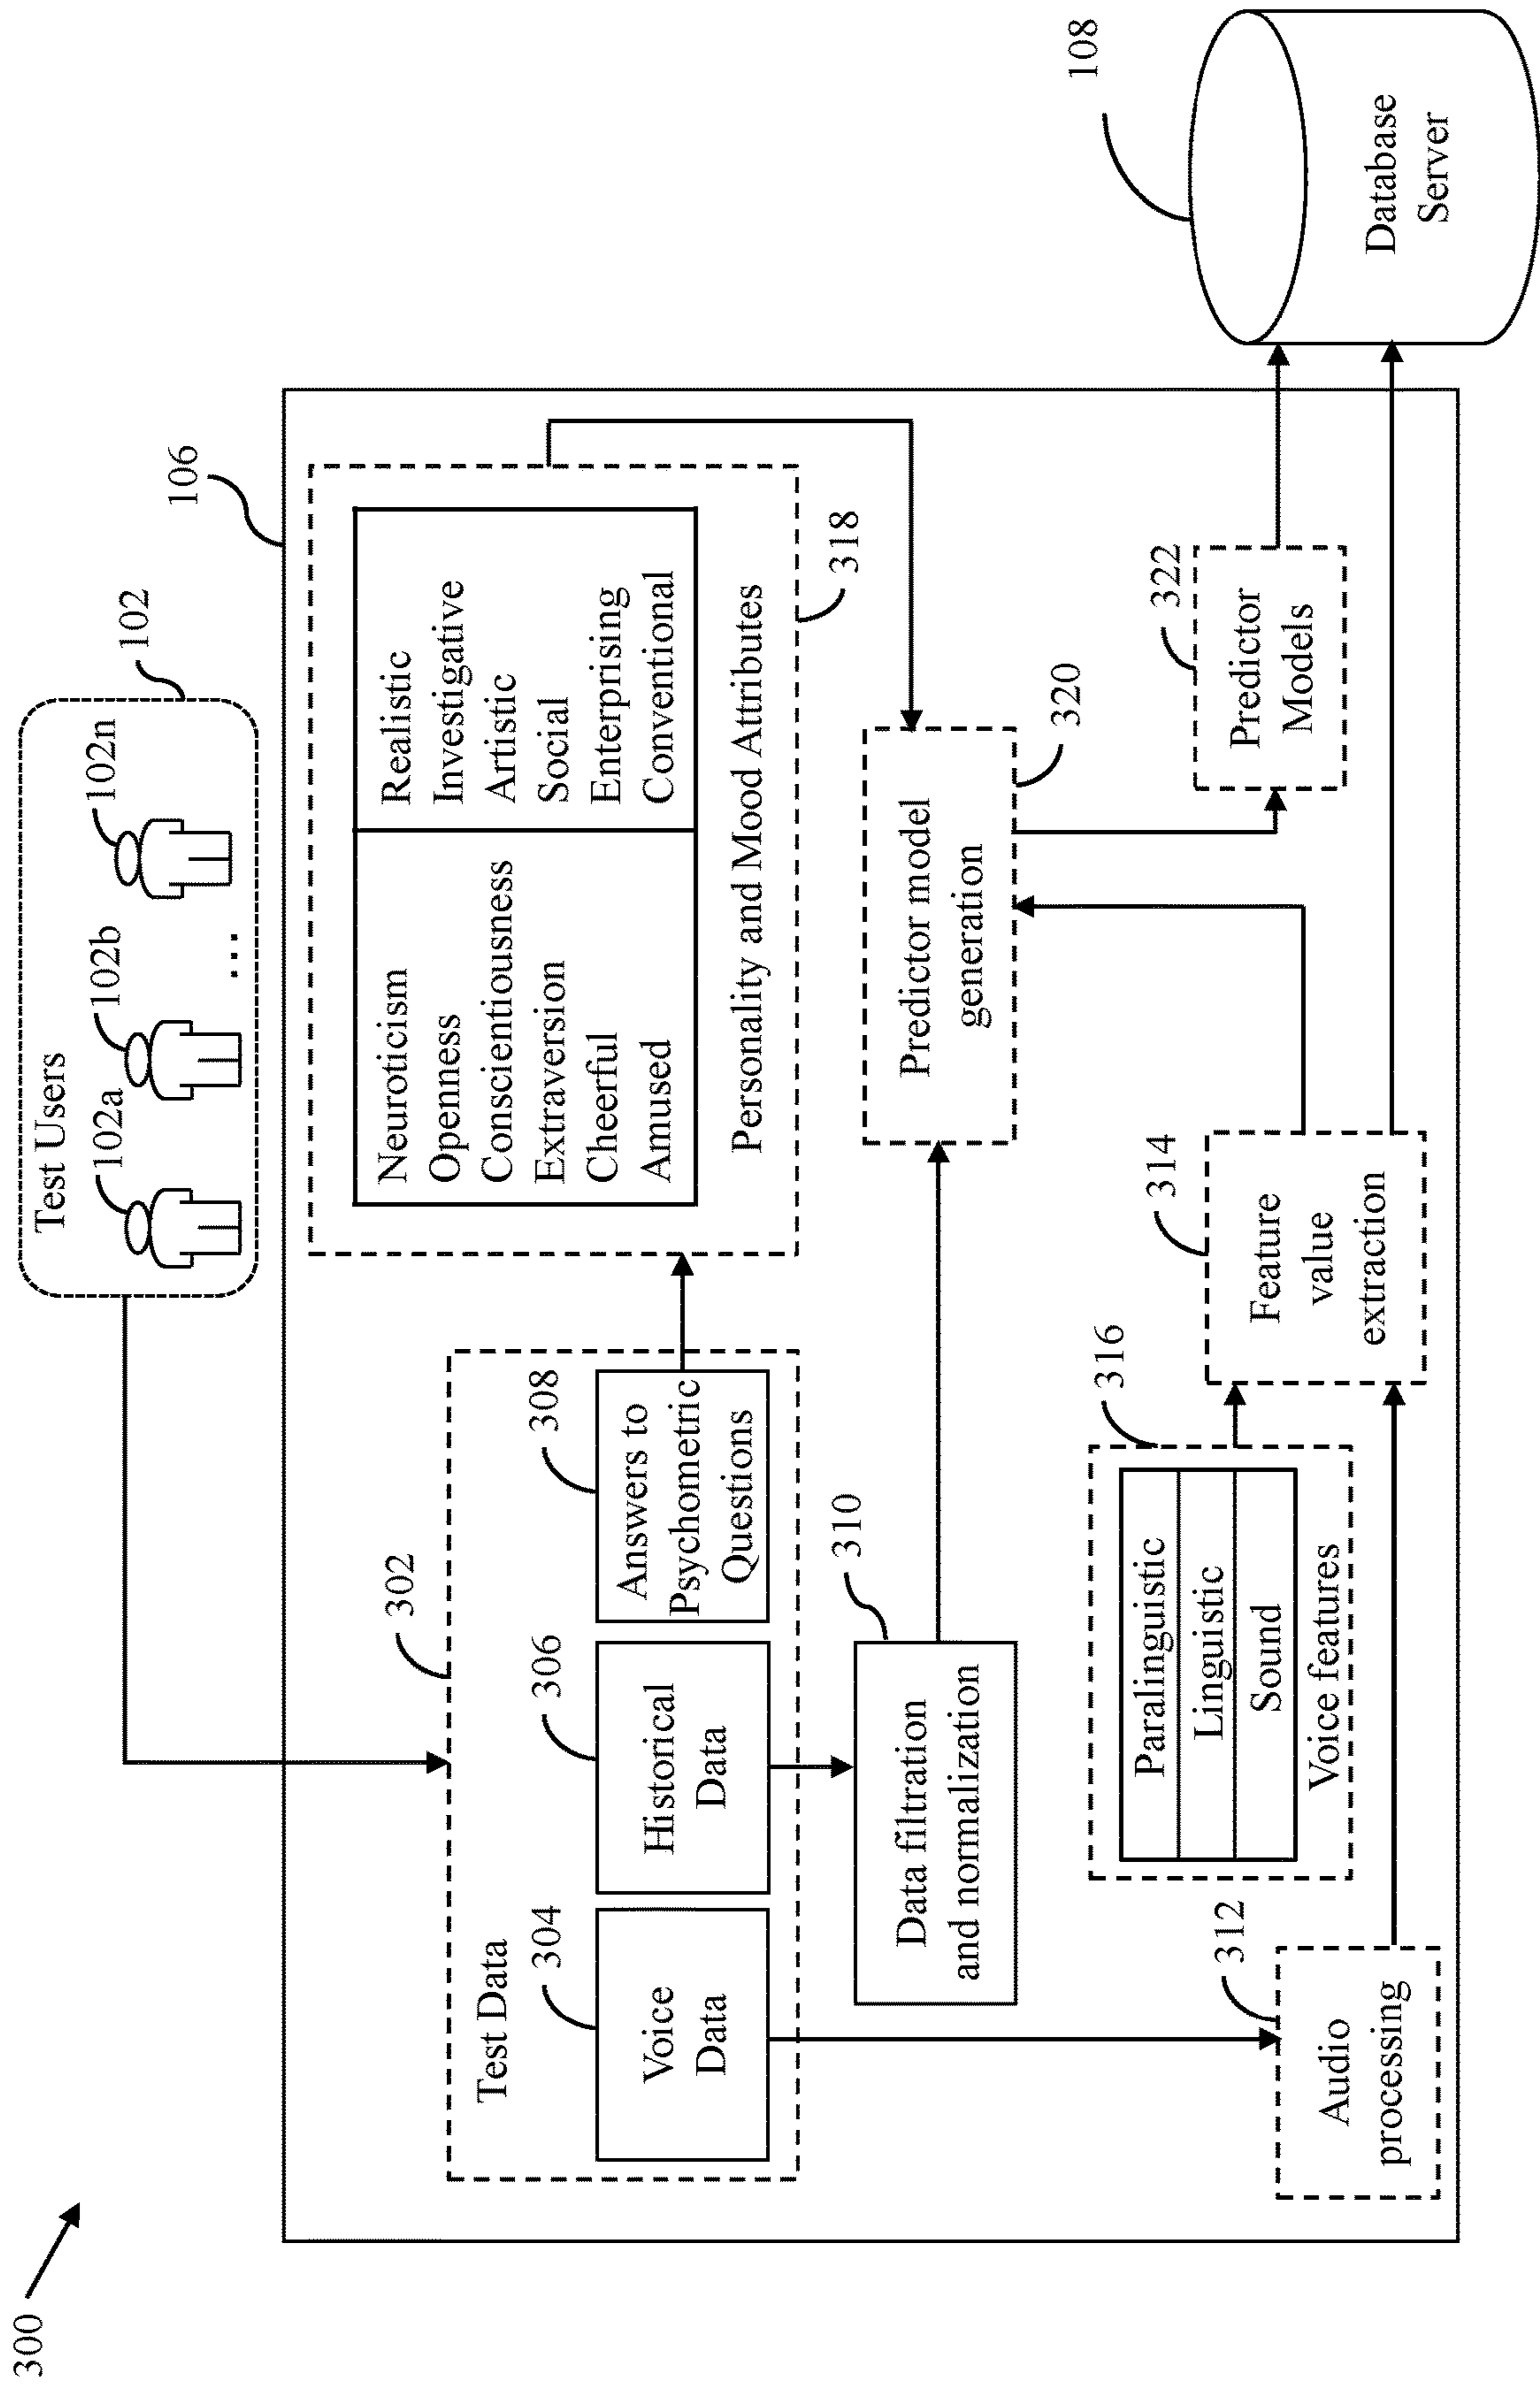 300
Test Users
102
102a
102b
102n
...
106
302
Test Data
304
Voice
Data
306
Historical
Data
308
Answers to
Psychometric
Questions
Neuroticism
Openness
Conscientiousness
Extraversion
Cheerful
Amused
Realistic
Investigative
Artistic
Social
Enterprising
Conventional
Personality and Mood Attributes
318
310
Data filtration
and normalization
Predictor model
generation
320
312
Audio
processing
316
Paralinguistic
Linguistic
Sound
Voice features
314
Feature
value
extraction
322
Predictor
Models
108
Database
Server